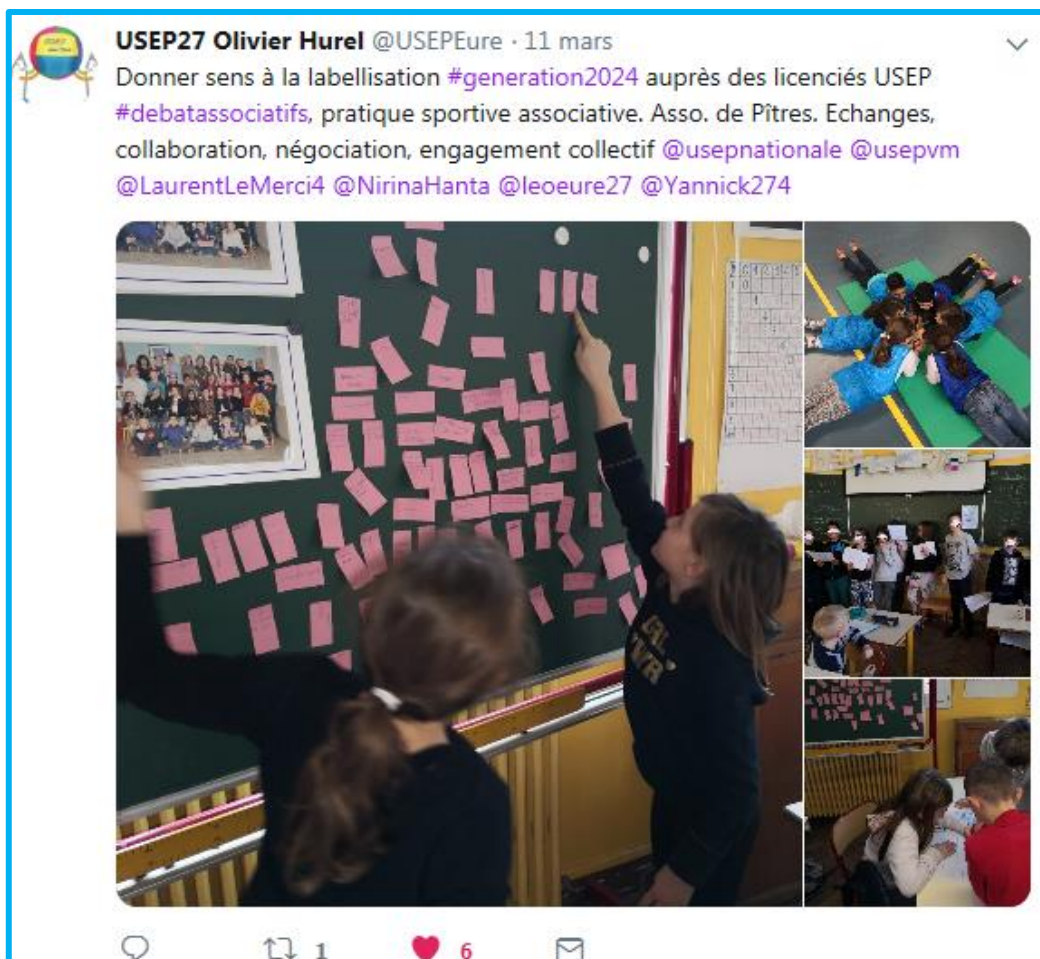 USEP27 Olivier Hurel @USEPEure · 11 mars
Donner sens à la labellisation #generation2024 auprès des licenciés USEP
#debatassociatifs, pratique sportive associative. Asso. de Pîtres. Echanges,
collaboration, négociation, engagement collectif @usepnationale @usepvm
@LaurentLeMerci4 @NirinaHanta @leoeure27 @Yannick274
1
6